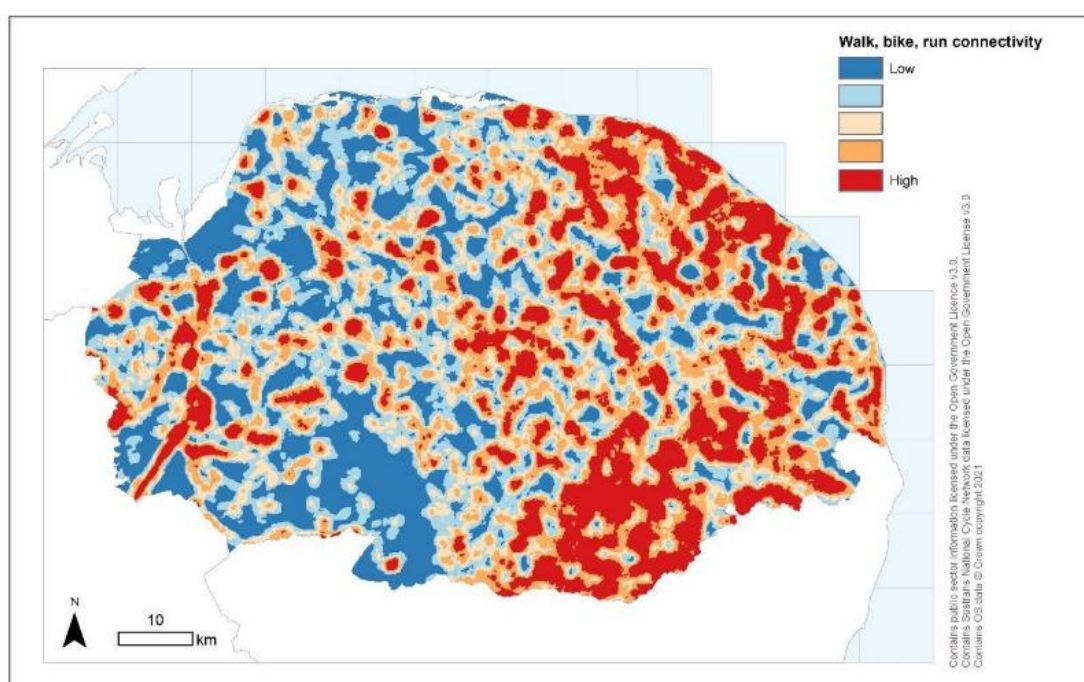 Walk, bike, run connectivity
Low
High
Contains public sector information licensed under the Open Government Licence v3.0.
Contains Sustrans National Cycle Network data licensed under the Open Government License v3.0
Contains OS data © Crown copyright 2021
N
10
km